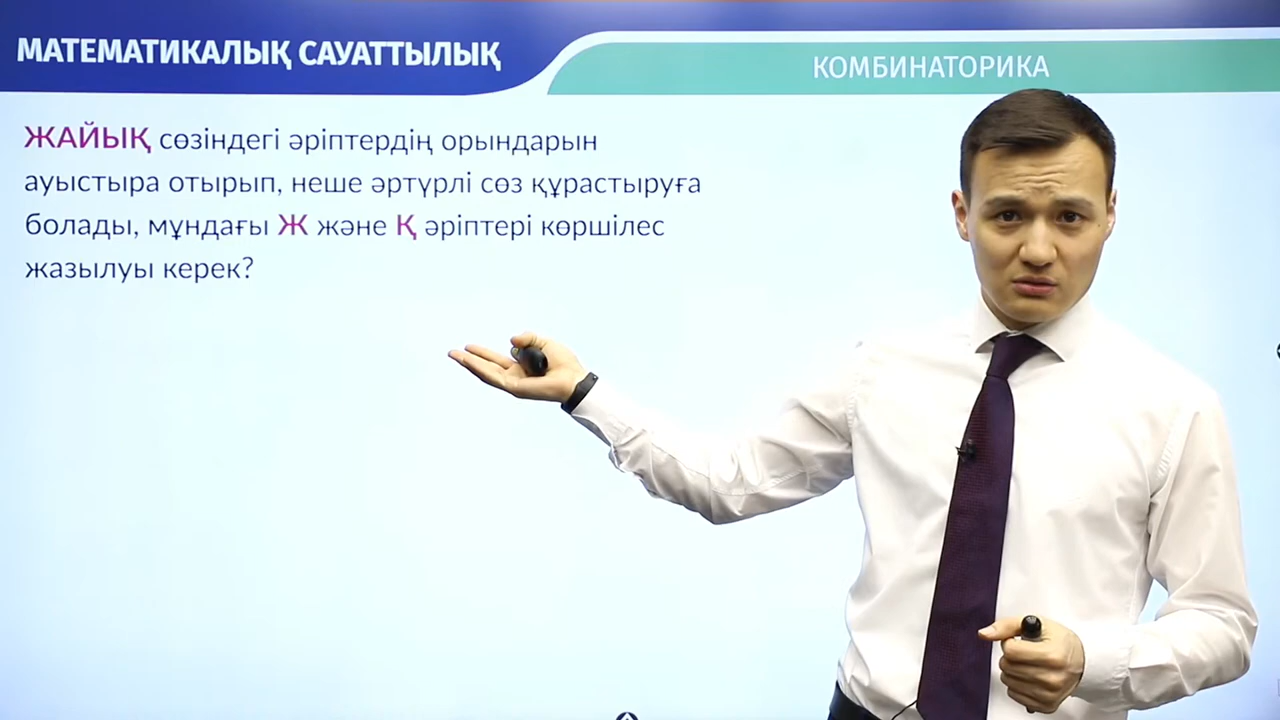 МАТЕМАТИКАЛЫҚ САУАТТЫЛЫҚ
КОМБИНАТОРИКА
ЖАЙЫҚ сөзіндегі әріптердің орындарын
ауыстыра отырып, неше әртүрлі сөз құрастыруға
болады, мұндағы Ж және Қ әріптері көршілес
жазылуы керек?